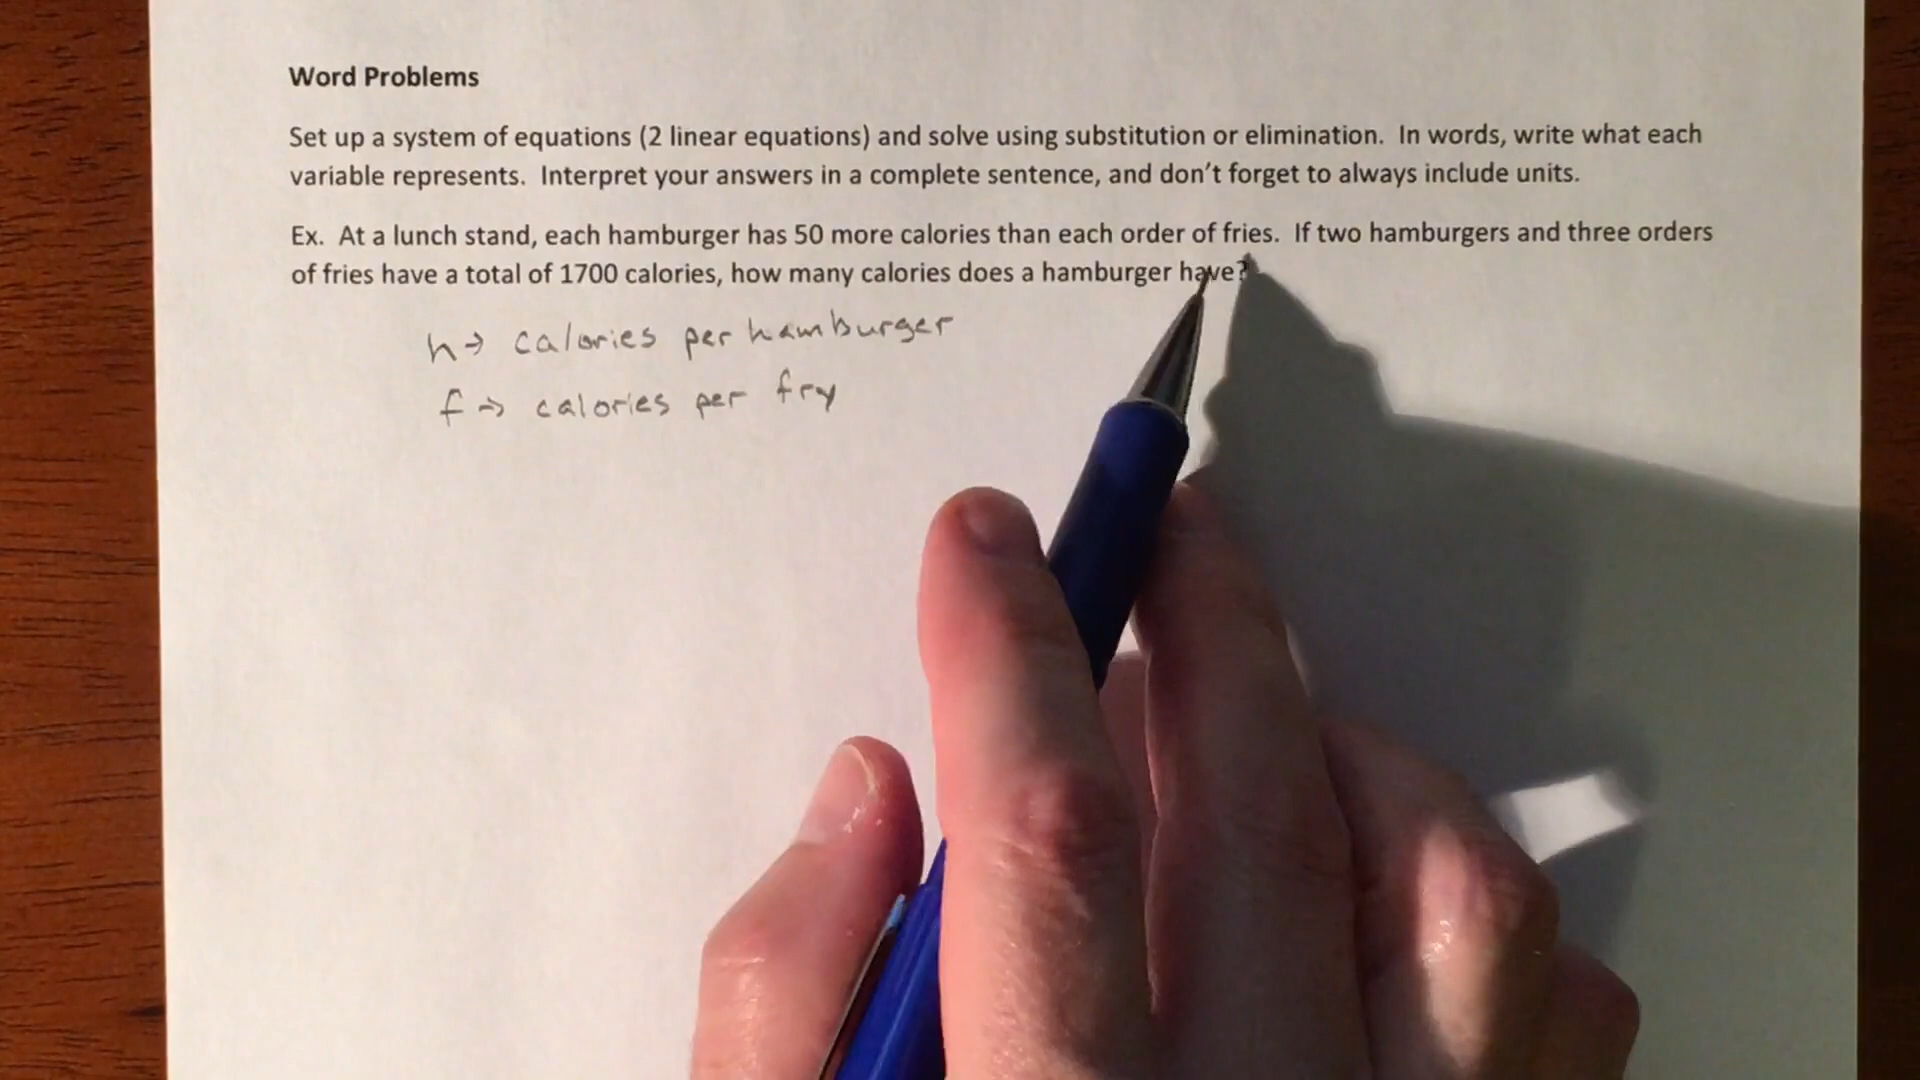 Word Problems
Set up a system of equations (2 linear equations) and solve using substitution or elimination. In words, write what each
variable represents. Interpret your answers in a complete sentence, and don't forget to always include units.
Ex. At a lunch stand, each hamburger has 50 more calories than each order of fries. If two hamburgers and three orders
of fries have a total of 1700 calories, how many calories does a hamburger have?
h → calories per hamburger
f → calories per fry